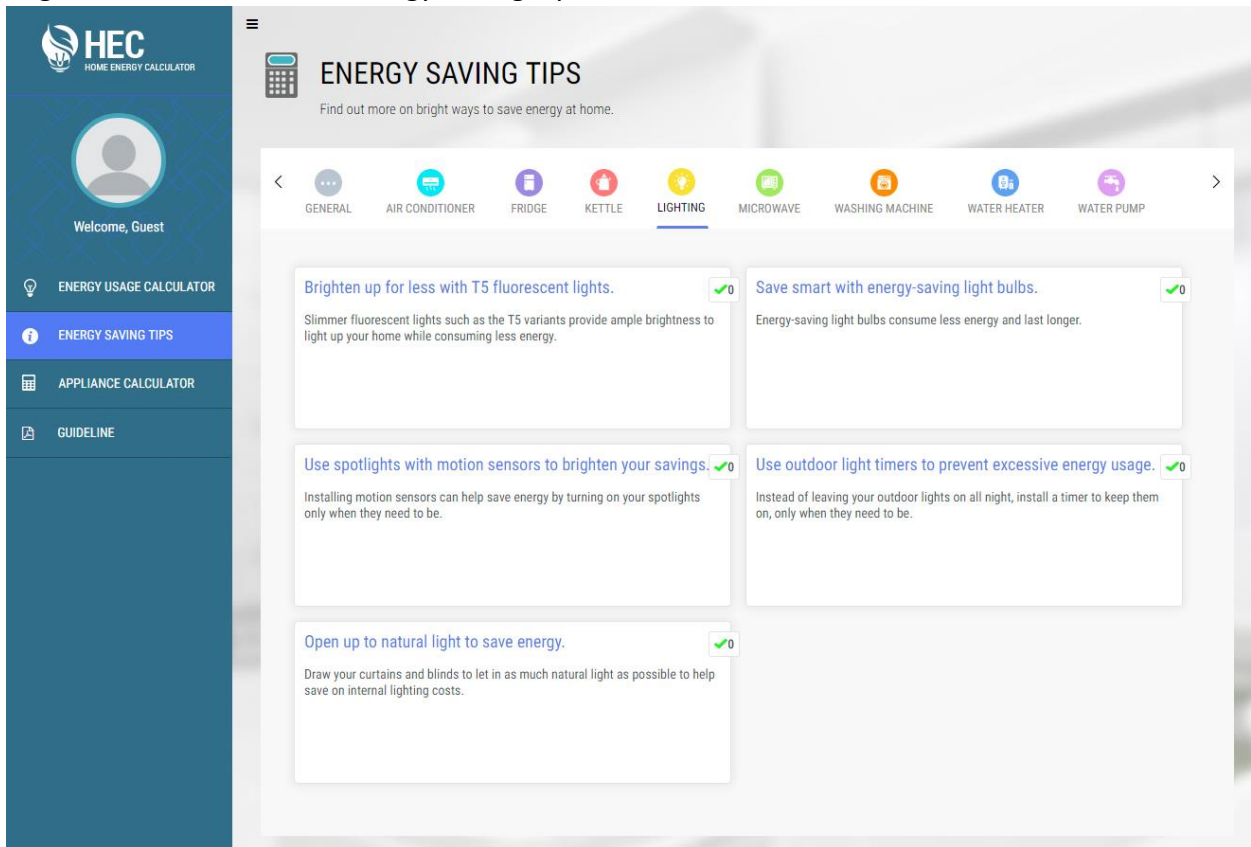 HEC
HOME ENERGY CALCULATOR
Welcome, Guest
ENERGY USAGE CALCULATOR
ENERGY SAVING TIPS
APPLIANCE CALCULATOR
GUIDELINE
ENERGY SAVING TIPS
Find out more on bright ways to save energy at home.
GENERAL
AIR CONDITIONER
FRIDGE
KETTLE
LIGHTING
MICROWAVE
WASHING MACHINE
WATER HEATER
WATER PUMP
Brighten up for less with T5 fluorescent lights.
0
Slimmer fluorescent lights such as the T5 variants provide ample brightness to
light up your home while consuming less energy.
Save smart with energy-saving light bulbs.
0
Energy-saving light bulbs consume less energy and last longer.
Use spotlights with motion sensors to brighten your savings.
0
Installing motion sensors can help save energy by turning on your spotlights
only when they need to be.
Use outdoor light timers to prevent excessive energy usage.
0
Instead of leaving your outdoor lights on all night, install a timer to keep them
on, only when they need to be.
Open up to natural light to save energy.
0
Draw your curtains and blinds to let in as much natural light as possible to help
save on internal lighting costs.